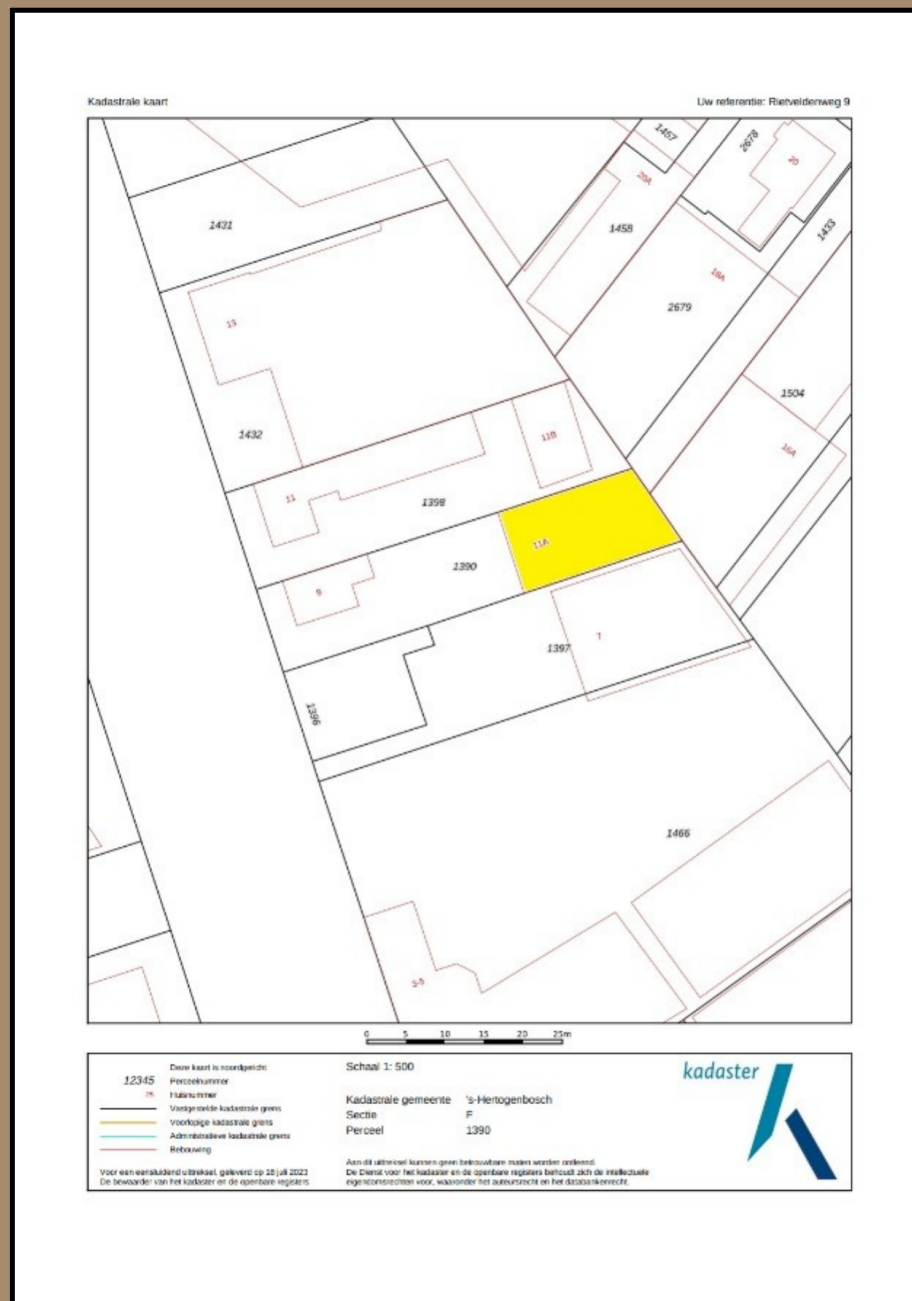 Kadastrale kaart
Uw referentie: Rietveldenweg 9
1457
2678
20
20A
1431
1458
1433
18A
2679
13
1504
1432
11B
16A
11
1398
11A
1390
9
7
1397
1396
1466
3-5
0 5 10 15 20 25m
Deze kaart is noordgericht
12345 Perceelnummer
25 Huisnummer
Vastgestelde kadastrale grens
Voorlopige kadastrale grens
Administratieve kadastrale grens
Bebouwing
Voor een eensluidend uittreksel, geleverd op 18 juli 2023
De bewaarder van het kadaster en de openbare registers
Schaal 1: 500
Kadastrale gemeente 's-Hertogenbosch
Sectie F
Perceel 1390
Aan dit uittreksel kunnen geen betrouwbare maten worden ontleend.
De Dienst voor het kadaster en de openbare registers behoudt zich de intellectuele
eigendomsrechten voor, waaronder het auteursrecht en het databankenrecht.
kadaster